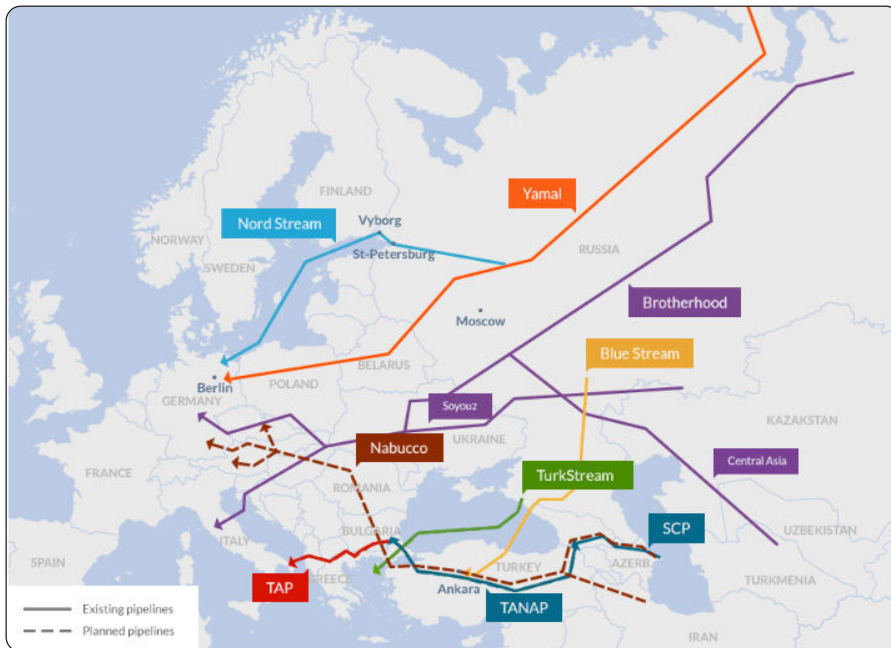 Yamal
FINLAND
Nord Stream
Vyborg
St-Petersburg
NORWAY
SWEDEN
RUSSIA
Brotherhood
Moscow
Blue Stream
BELARUS
Berlin
POLAND
GERMANY
Soyouz
KAZAKSTAN
UKRAINE
Nabucco
Central Asia
FRANCE
TurkStream
ROMANIA
SCP
BULGARIA
UZBEKISTAN
ITALY
SPAIN
TURKEY
AZERB.
GREECE
TAP
Ankara
TURKMENIA
TANAP
Existing pipelines
Planned pipelines
IRAN